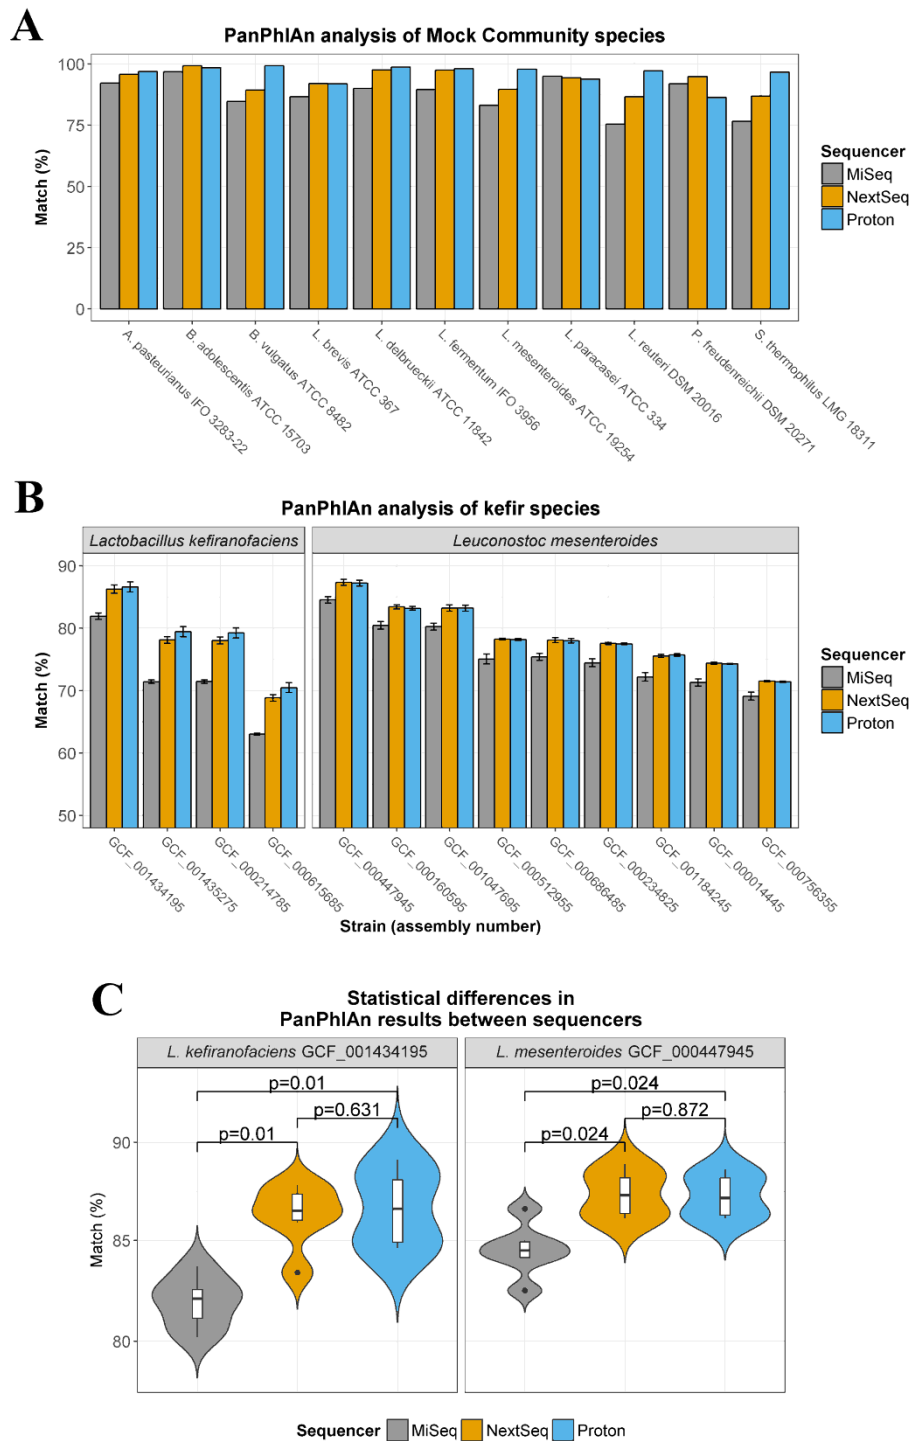 A
PanPhlAn analysis of Mock Community species
Match (%)
100
75
50
25
0
A. pasteurianus IFO 3283-22
B. adolescentis ATCC 15703
B. vulgatus ATCC 8482
L. brevis ATCC 367
L. delbrueckii ATCC 11842
L. fermentum IFO 3956
L. mesenteroides ATCC 19254
L. paracasei ATCC 334
L. reuteri DSM 20016
P. freudenreichii DSM 20271
S. thermophilus LMG 18311
Sequencer
MiSeq
NextSeq
Proton
B
PanPhlAn analysis of kefir species
Lactobacillus kefiranofaciens
Leuconostoc mesenteroides
Match (%)
90
80
70
60
50
GCF_001434195
GCF_001435275
GCF_000214785
GCF_000615685
GCF_000447945
GCF_000160595
GCF_001047695
GCF_000512955
GCF_000686485
GCF_000234825
GCF_001184245
GCF_000014445
GCF_000756355
Strain (assembly number)
Sequencer
MiSeq
NextSeq
Proton
C
Statistical differences in
PanPhlAn results between sequencers
L. kefiranofaciens GCF_001434195
L. mesenteroides GCF_000447945
Match (%)
90
85
80
p=0.01
p=0.631
p=0.01
p=0.024
p=0.872
p=0.024
Sequencer MiSeq NextSeq Proton